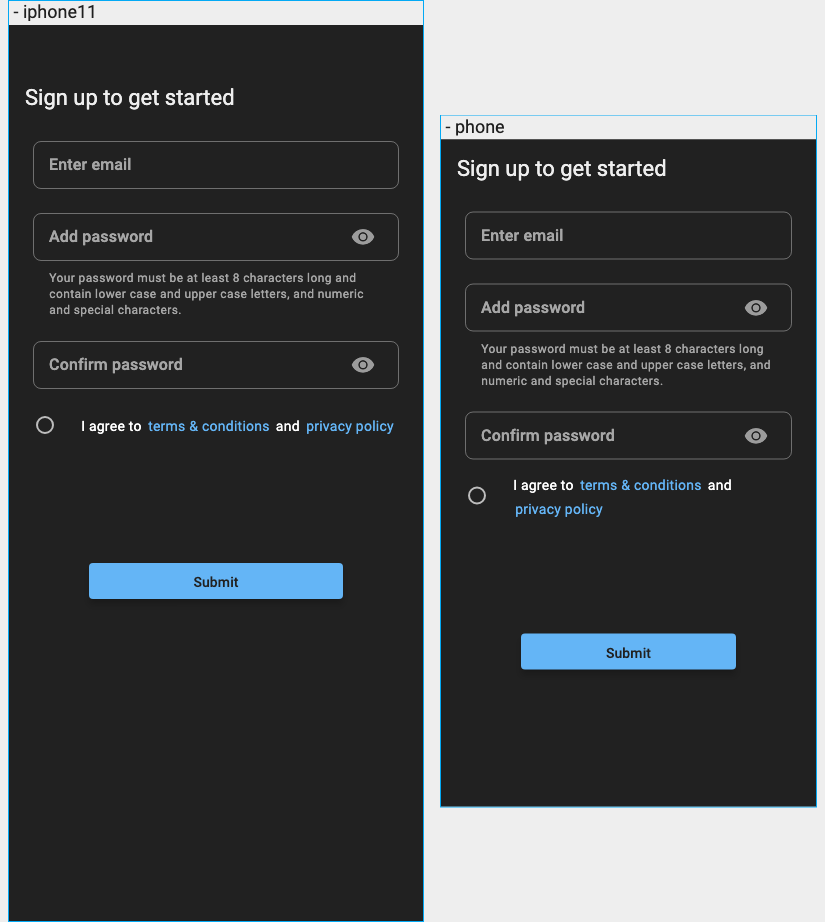 - iphone11
Sign up to get started
Enter email
Add password
Your password must be at least 8 characters long and
contain lower case and upper case letters, and numeric
and special characters.
Confirm password
I agree to terms & conditions and privacy policy
Submit
- phone
Sign up to get started
Enter email
Add password
Your password must be at least 8 characters long
and contain lower case and upper case letters, and
numeric and special characters.
Confirm password
I agree to terms & conditions and
privacy policy
Submit